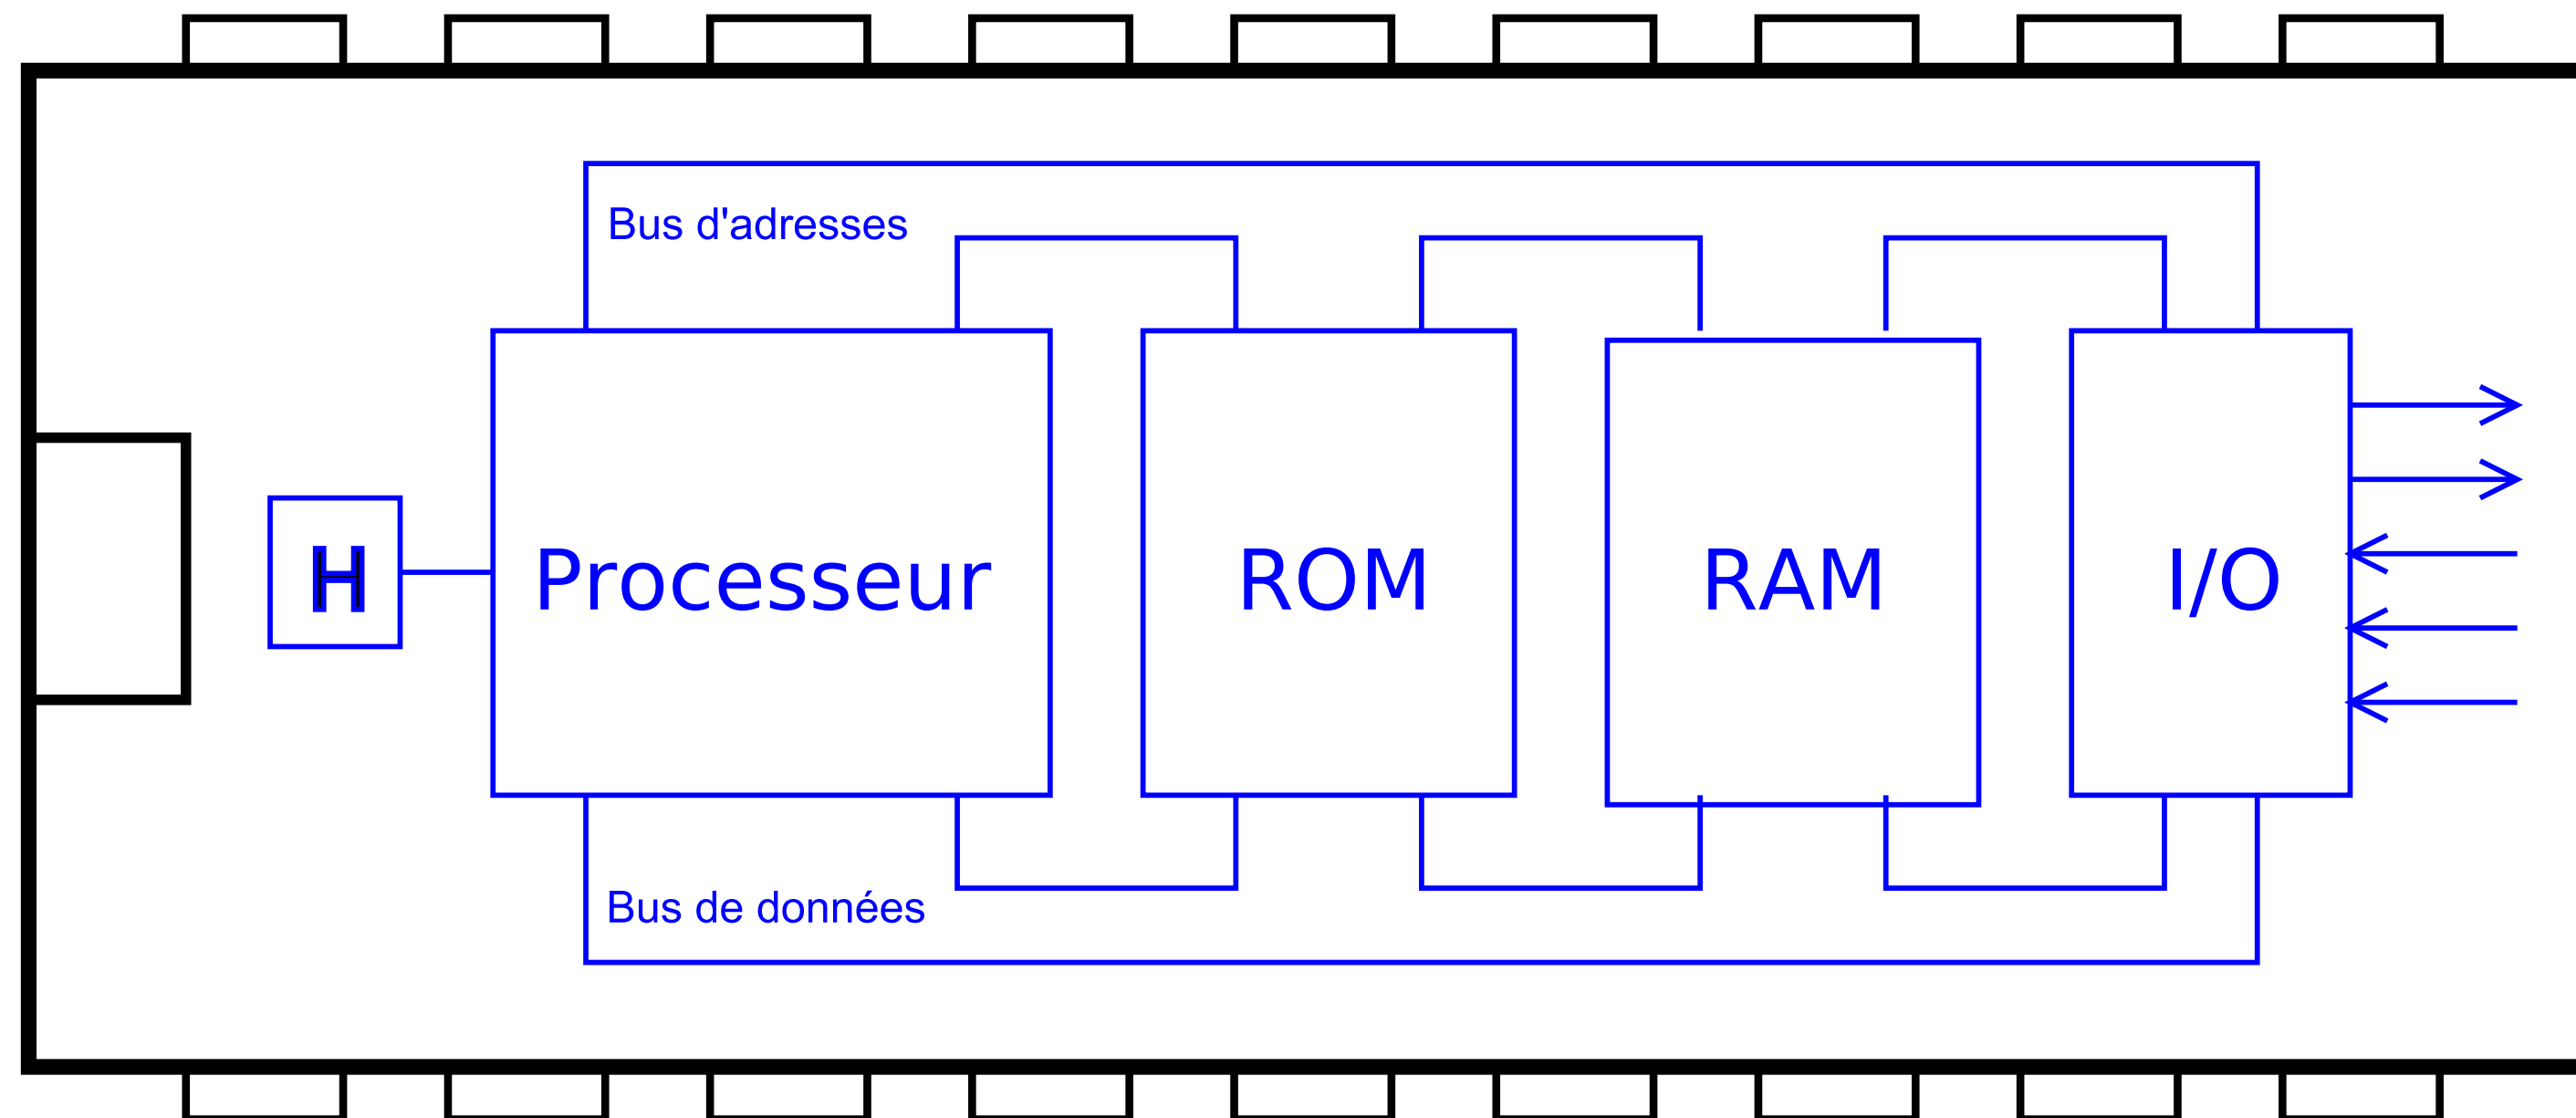 Bus d'adresses
H
Processeur
ROM
RAM
I/O
Bus de données